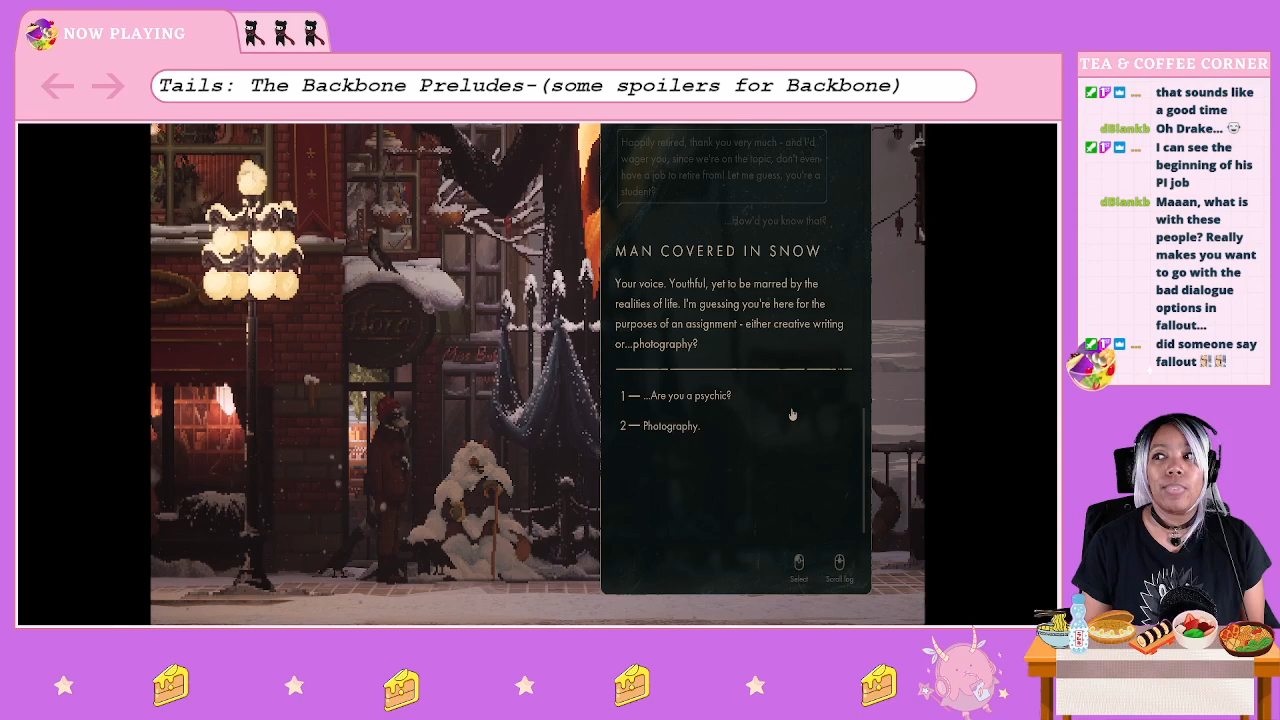 NOW PLAYING
Tails: The Backbone Preludes-(some spoilers for Backbone)
Happily retired, thank you very much - and I'd
wager you, since we're on the topic, don't even
have a job to retire from! Let me guess, you're a
student?
...How'd you know that?
MAN COVERED IN SNOW
Your voice. Youthful, yet to be marred by the
realities of life. I'm guessing you're here for the
purposes of an assignment - either creative writing
or...photography?
1 — ...Are you a psychic?
2 — Photography.
Select
Scroll log
TEA & COFFEE CORNER
... that sounds like
a good time
dBlankb Oh Drake...
... I can see the
beginning of his
PI job
dBlankb Maaan, what is
with these
people? Really
makes you want
to go with the
bad dialogue
options in
fallout...
... did someone say
fallout